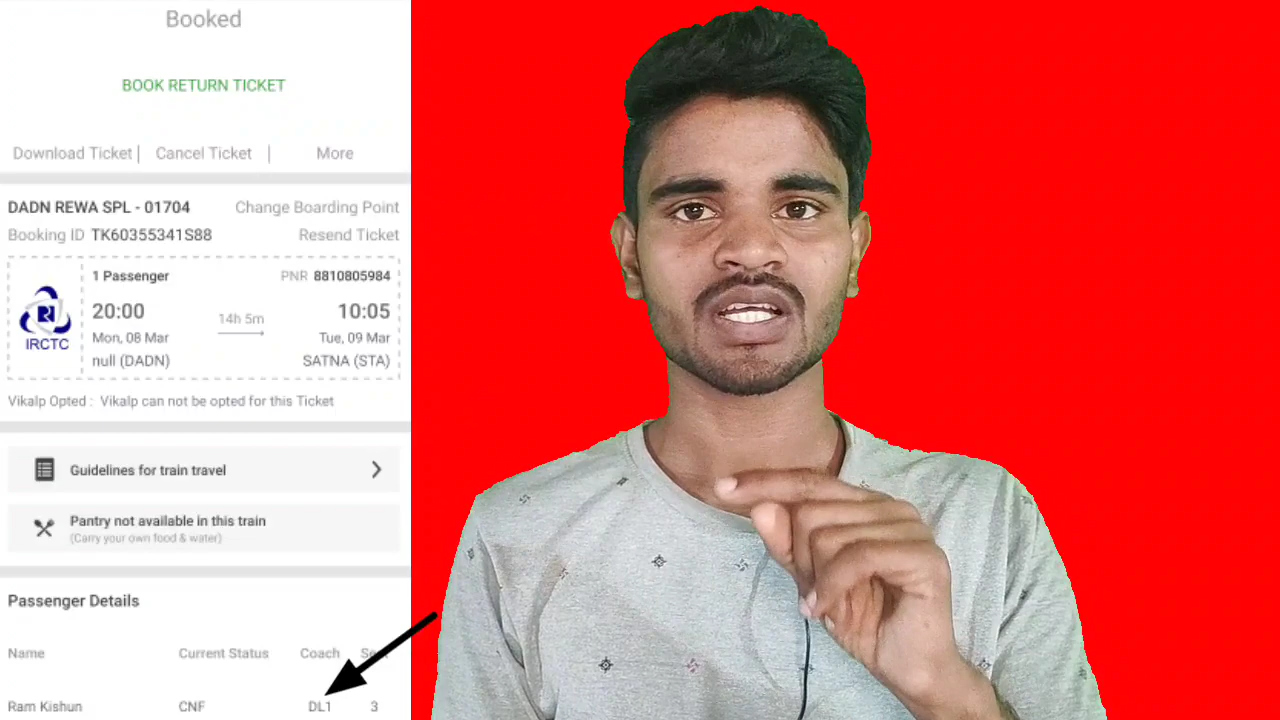 Booked
BOOK RETURN TICKET
Download Ticket | Cancel Ticket | More
DADN REWA SPL - 01704 Change Boarding Point
Booking ID TK60355341S88 Resend Ticket
1 Passenger PNR 8810805984
20:00 14h 5m 10:05
Mon, 08 Mar Tue, 09 Mar
IRCTC
null (DADN) SATNA (STA)
Vikalp Opted : Vikalp can not be opted for this Ticket
Guidelines for train travel
Pantry not available in this train
(Carry your own food & water)
Passenger Details
Name Current Status Coach
Ram Kishun CNF DL1 3